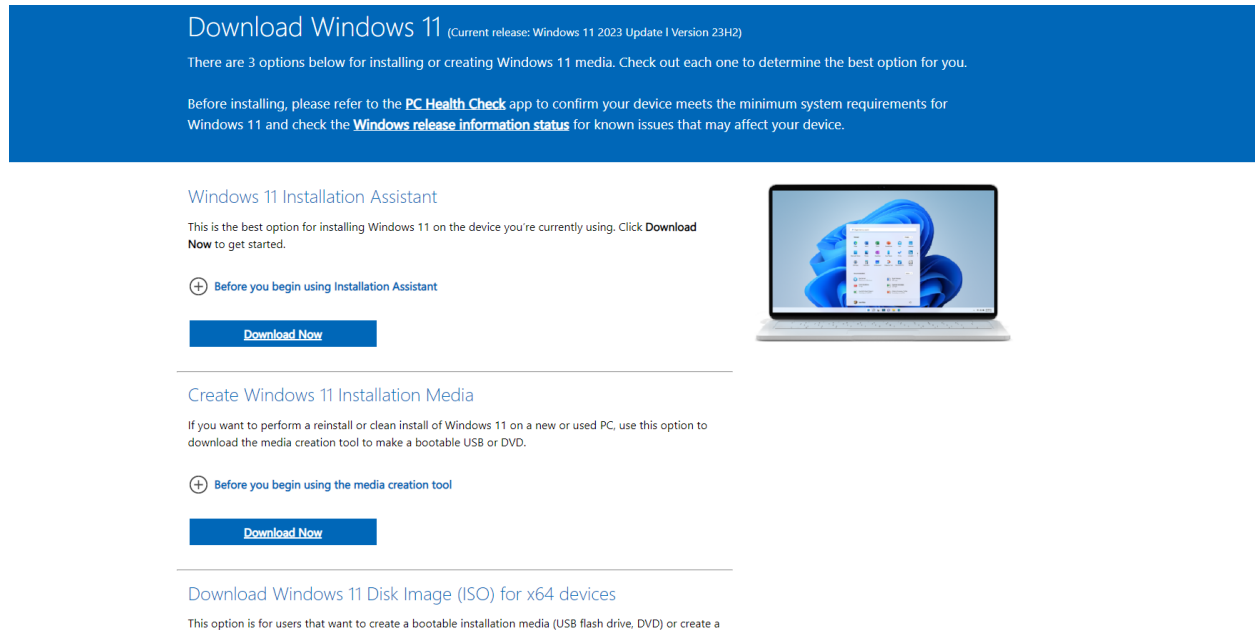 Download Windows 11 (Current release: Windows 11 2023 Update l Version 23H2)
There are 3 options below for installing or creating Windows 11 media. Check out each one to determine the best option for you.
Before installing, please refer to the PC Health Check app to confirm your device meets the minimum system requirements for
Windows 11 and check the Windows release information status for known issues that may affect your device.
Windows 11 Installation Assistant
This is the best option for installing Windows 11 on the device you're currently using. Click Download
Now to get started.
Before you begin using Installation Assistant
Download Now
Create Windows 11 Installation Media
If you want to perform a reinstall or clean install of Windows 11 on a new or used PC, use this option to
download the media creation tool to make a bootable USB or DVD.
Before you begin using the media creation tool
Download Now
Download Windows 11 Disk Image (ISO) for x64 devices
This option is for users that want to create a bootable installation media (USB flash drive, DVD) or create a